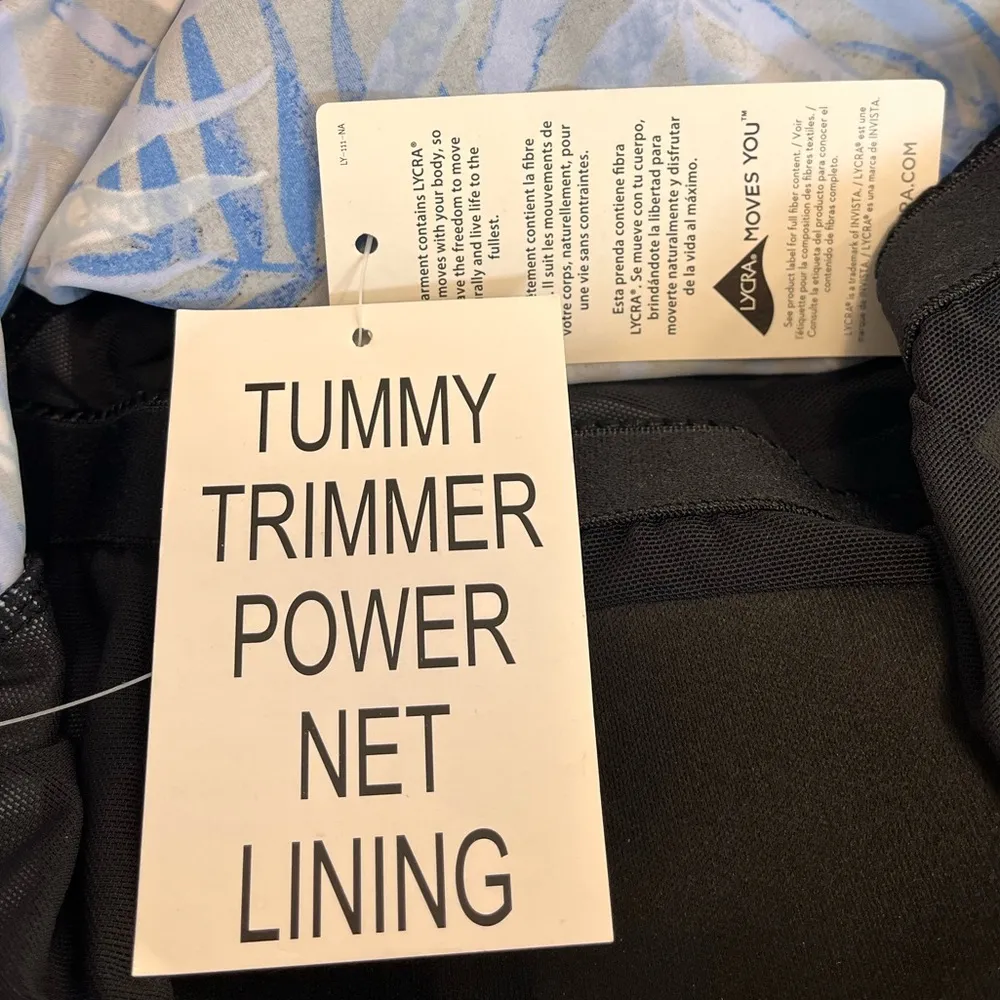 TUMMY
TRIMMER
POWER
NET
LINING
LY-111-NA
contains LYCRA®
moves with your body, so
the freedom to move
and live life to the
fullest.
contient la fibre
suit les mouvements de
votre corps, naturellement, pour
une vie sans contraintes.
Esta prenda contiene fibra
LYCRA®. Se mueve con tu cuerpo,
brindándote la libertad para
moverte naturalmente y disfrutar
de la vida al máximo.
LYCRA® MOVES YOU™
See product label for full fiber content. / Voir
l'étiquette pour la composition des fibres textiles. /
Consulte la etiqueta del producto para conocer el
contenido de fibras completo.
LYCRA® is a trademark of INVISTA. / LYCRA® est une
marque de INVISTA / LYCRA® es una marca de INVISTA.
RA.COM